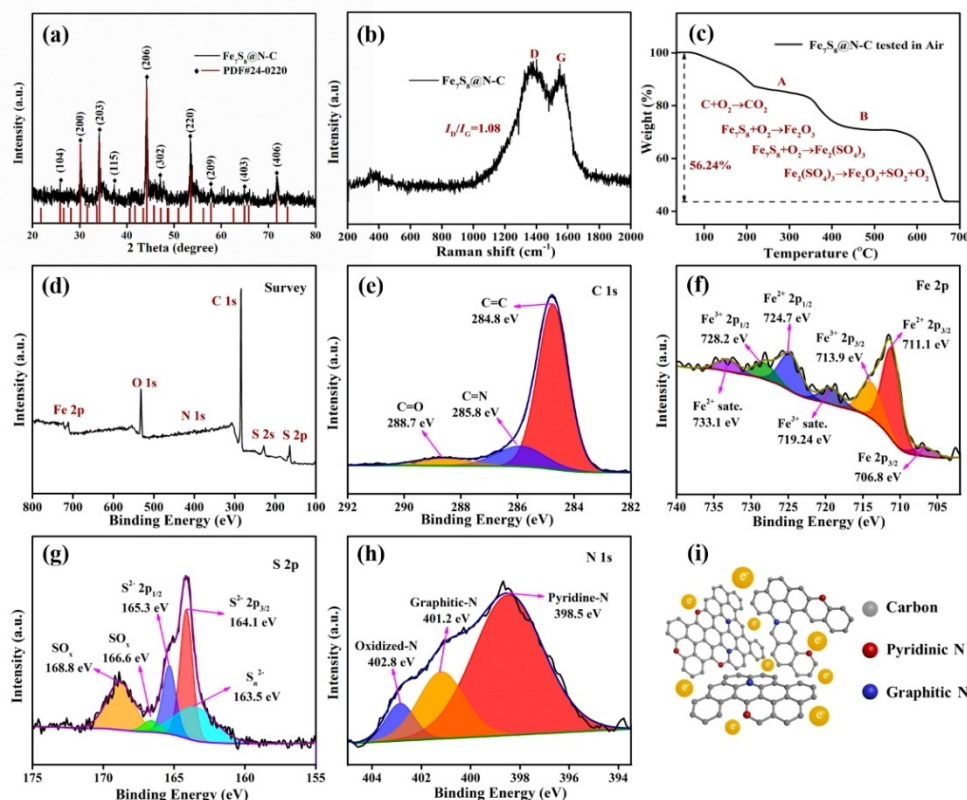 (a)
Fe₇S₈@N-C
PDF#24-0220
(104)
(200)
(203)
(115)
(206)
(302)
(220)
(209)
(403)
(406)
Intensity (a.u.)
20 30 40 50 60 70 80
2 Theta (degree)
(b)
D
G
Fe₇S₈@N-C
I_D/I_G=1.08
Intensity (a.u)
200 400 600 800 1000 1200 1400 1600 1800 2000
Raman shift (cm⁻¹)
(c)
Fe₇S₈@N-C tested in Air
A
B
C+O₂→CO₂
Fe₇S₈+O₂→Fe₂O₃
Fe₇S₈+O₂→Fe₂(SO₄)₃
Fe₂(SO₄)₃→Fe₂O₃+SO₂+O₂
56.24%
Weight (%)
100
80
60
40
0 100 200 300 400 500 600 700
Temperature (°C)
(d)
Survey
C 1s
O 1s
Fe 2p
N 1s
S 2s
S 2p
Intensity (a.u.)
800 700 600 500 400 300 200 100
Binding Energy (eV)
(e)
C 1s
C=C
284.8 eV
C=N
285.8 eV
C=O
288.7 eV
Intensity (a.u.)
292 290 288 286 284 282
Binding Energy (eV)
(f)
Fe 2p
Fe³⁺ 2p₁/₂
728.2 eV
Fe²⁺ 2p₁/₂
724.7 eV
Fe³⁺ 2p₃/₂
713.9 eV
Fe²⁺ 2p₃/₂
711.1 eV
Fe²⁺ sate.
733.1 eV
Fe³⁺ sate.
719.24 eV
Fe 2p₃/₂
706.8 eV
Intensity (a.u.)
740 735 730 725 720 715 710 705
Binding Energy (eV)
(g)
S 2p
S²⁻ 2p₁/₂
165.3 eV
S²⁻ 2p₃/₂
164.1 eV
SOₓ
168.8 eV
SOₓ
166.6 eV
Sₙ²⁻
163.5 eV
Intensity (a.u.)
175 170 165 160 155
Binding Energy (eV)
(h)
N 1s
Pyridine-N
398.5 eV
Graphitic-N
401.2 eV
Oxidized-N
402.8 eV
Intensity (a.u.)
404 402 400 398 396 394
Binding Energy (eV)
(i)
Carbon
Pyridinic N
Graphitic N